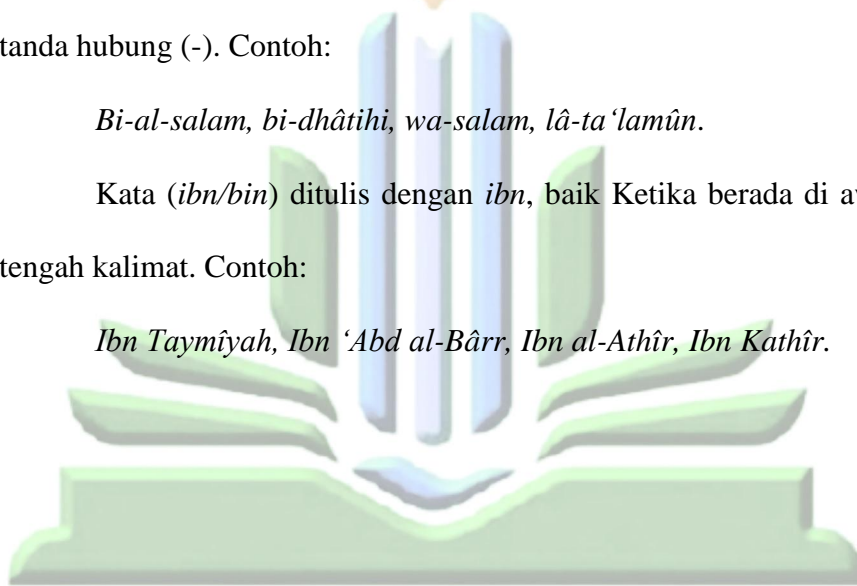 tanda hubung (-). Contoh:
Bi-al-salam, bi-dhâtihi, wa-salam, lâ-ta‘lamûn.
Kata (ibn/bin) ditulis dengan ibn, baik Ketika berada di
tengah kalimat. Contoh:
Ibn Taymîyah, Ibn ‘Abd al-Bârr, Ibn al-Athîr, Ibn Kathîr.